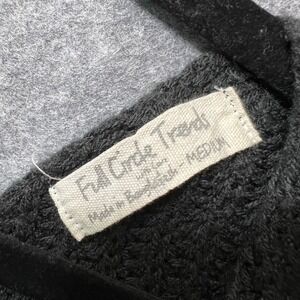 Full Circle Trends
Made in Bangladesh - MEDIUM